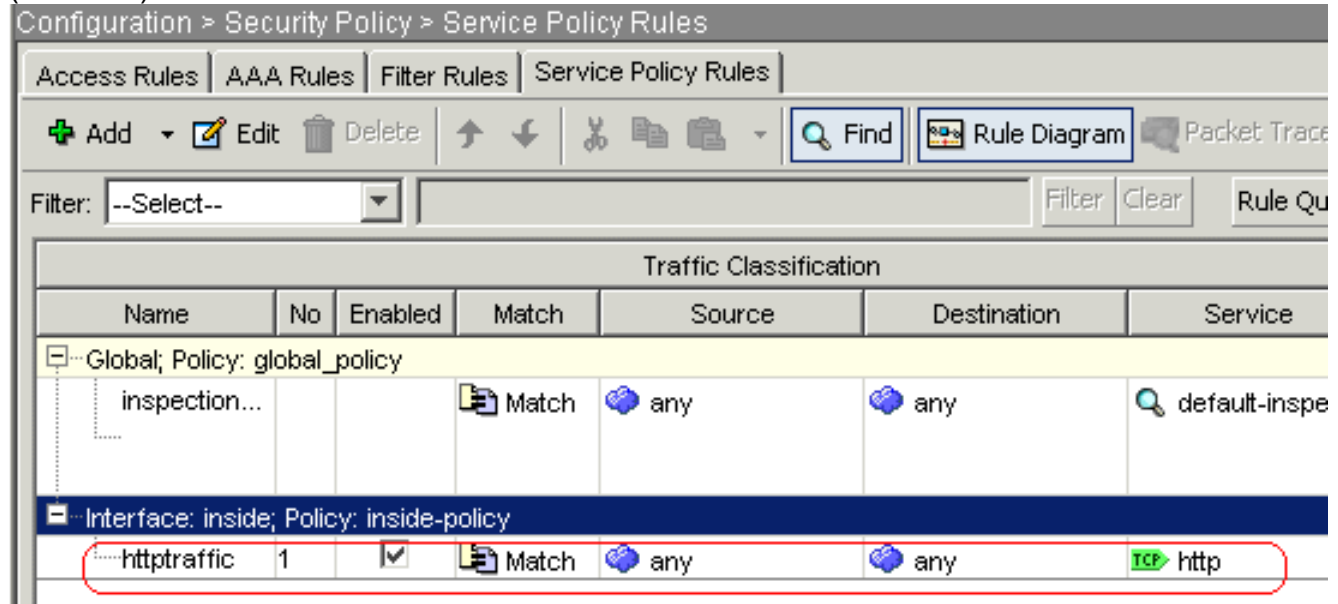 Configuration > Security Policy > Service Policy Rules
Access Rules AAA Rules Filter Rules Service Policy Rules
Add Edit Delete Find Rule Diagram Packet Trace
Filter: --Select-- Filter Clear Rule Qu
Traffic Classification
Name No Enabled Match Source Destination Service
Global; Policy: global_policy
inspection... Match any any default-inspe
Interface: inside; Policy: inside-policy
httptraffic 1 Match any any TCP http